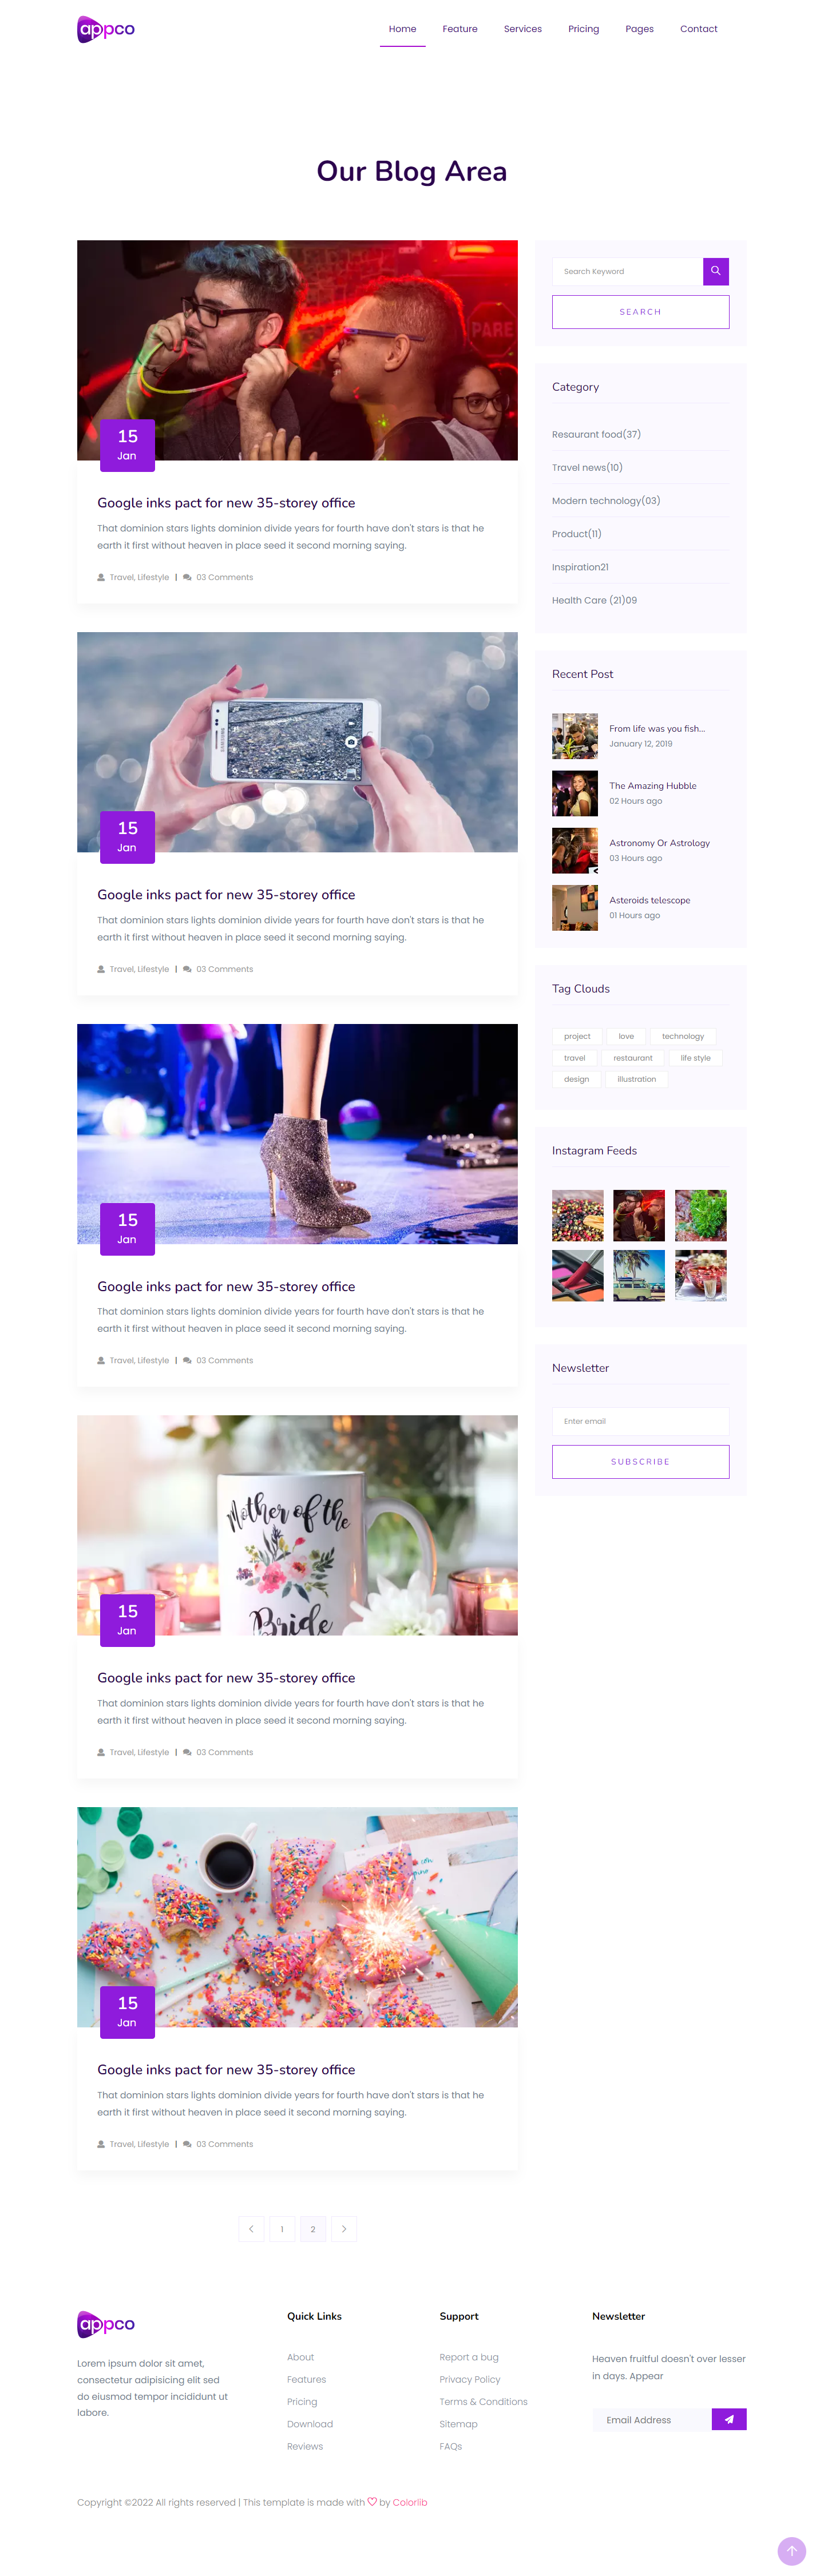 appco
Home Feature Services Pricing Pages Contact
Our Blog Area
PARE
15
Jan
Google inks pact for new 35-storey office
That dominion stars lights dominion divide years for fourth have don't stars is that he
earth it first without heaven in place seed it second morning saying.
Travel, Lifestyle | 03 Comments
15
Jan
Google inks pact for new 35-storey office
That dominion stars lights dominion divide years for fourth have don't stars is that he
earth it first without heaven in place seed it second morning saying.
Travel, Lifestyle | 03 Comments
15
Jan
Google inks pact for new 35-storey office
That dominion stars lights dominion divide years for fourth have don't stars is that he
earth it first without heaven in place seed it second morning saying.
Travel, Lifestyle | 03 Comments
Mother of the
Bride
15
Jan
Google inks pact for new 35-storey office
That dominion stars lights dominion divide years for fourth have don't stars is that he
earth it first without heaven in place seed it second morning saying.
Travel, Lifestyle | 03 Comments
15
Jan
Google inks pact for new 35-storey office
That dominion stars lights dominion divide years for fourth have don't stars is that he
earth it first without heaven in place seed it second morning saying.
Travel, Lifestyle | 03 Comments
1 2
Search Keyword
SEARCH
Category
Resaurant food(37)
Travel news(10)
Modern technology(03)
Product(11)
Inspiration21
Health Care (21)09
Recent Post
From life was you fish...
January 12, 2019
The Amazing Hubble
02 Hours ago
Astronomy Or Astrology
03 Hours ago
Asteroids telescope
01 Hours ago
Tag Clouds
project love technology
travel restaurant life style
design illustration
Instagram Feeds
Newsletter
Enter email
SUBSCRIBE
appco
Lorem ipsum dolor sit amet,
consectetur adipisicing elit sed
do eiusmod tempor incididunt ut
labore.
Quick Links
About
Features
Pricing
Download
Reviews
Support
Report a bug
Privacy Policy
Terms & Conditions
Sitemap
FAQs
Newsletter
Heaven fruitful doesn't over lesser
in days. Appear
Email Address
Copyright ©2022 All rights reserved | This template is made with ♡ by Colorlib